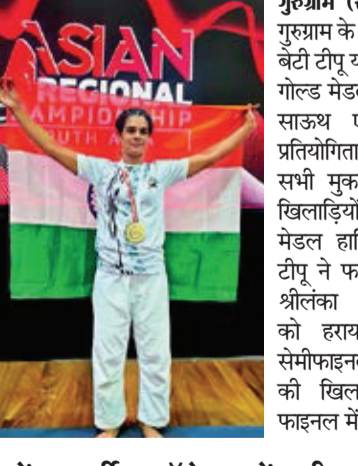 ASIAN
REGIONAL
AMPIONSHIP
UTH A
गुरुग्राम
गुरुग्राम के
बेटी टीपू
गोल्ड मेड
साऊथ
प्रतियोगिता
सभी मुक
खिलाड़ियों
मेडल हासि
टीपू ने फ
श्रीलंका
को हराय
सेमीफाइन
की खिल
फाइनल में